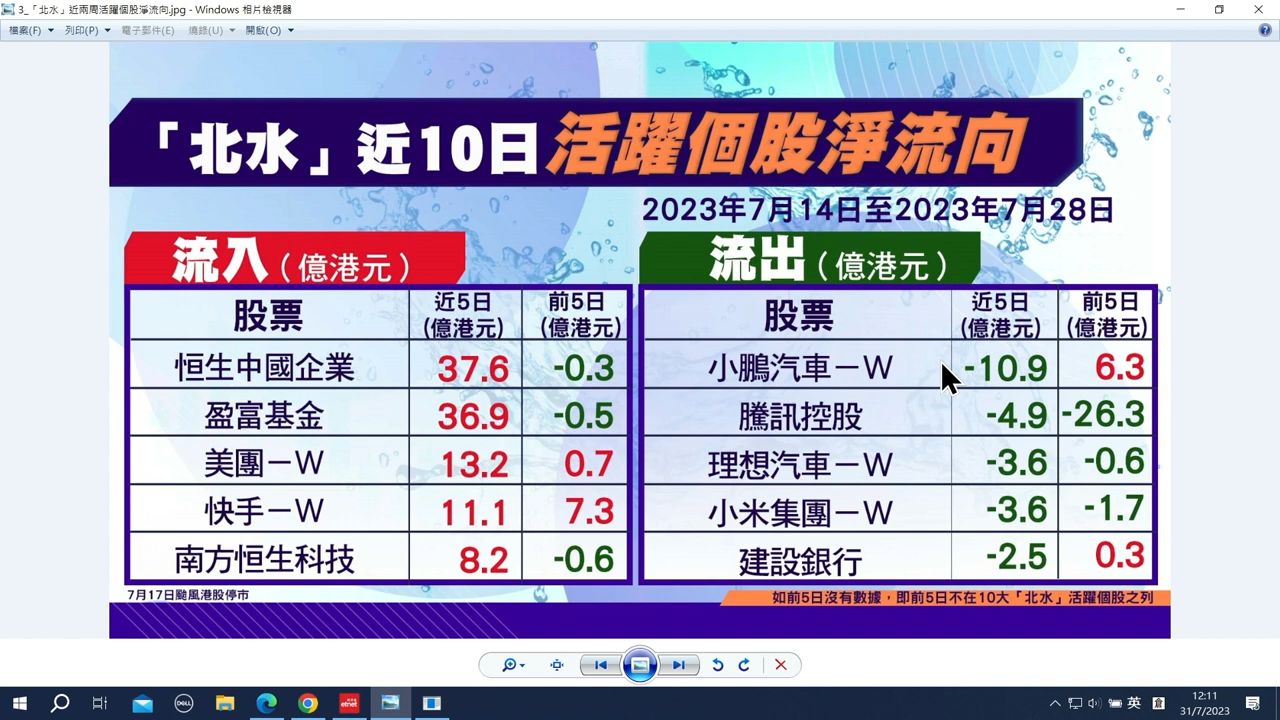 3_「北水」近兩周活躍個股淨流向.jpg - Windows 相片檢視器
檔案(F) 列印(P) 電子郵件(E) 燒錄(U) 開啟(O)
「北水」近10日活躍個股淨流向
2023年7月14日至2023年7月28日
流入（億港元）
股票 近5日(億港元) 前5日(億港元)
恒生中國企業 37.6 -0.3
盈富基金 36.9 -0.5
美團－W 13.2 0.7
快手－W 11.1 7.3
南方恒生科技 8.2 -0.6
7月17日颱風港股停市
流出（億港元）
股票 近5日(億港元) 前5日(億港元)
小鵬汽車－W -10.9 6.3
騰訊控股 -4.9 -26.3
理想汽車－W -3.6 -0.6
小米集團－W -3.6 -1.7
建設銀行 -2.5 0.3
如前5日沒有數據，即前5日不在10大「北水」活躍個股之列
DELL
etnet
英
12:11
31/7/2023